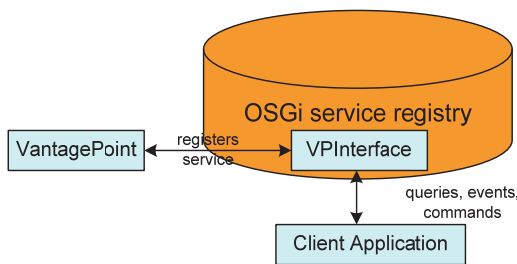 OSGi service registry
VantagePoint
registers
service
VPInterface
queries, events,
commands
Client Application